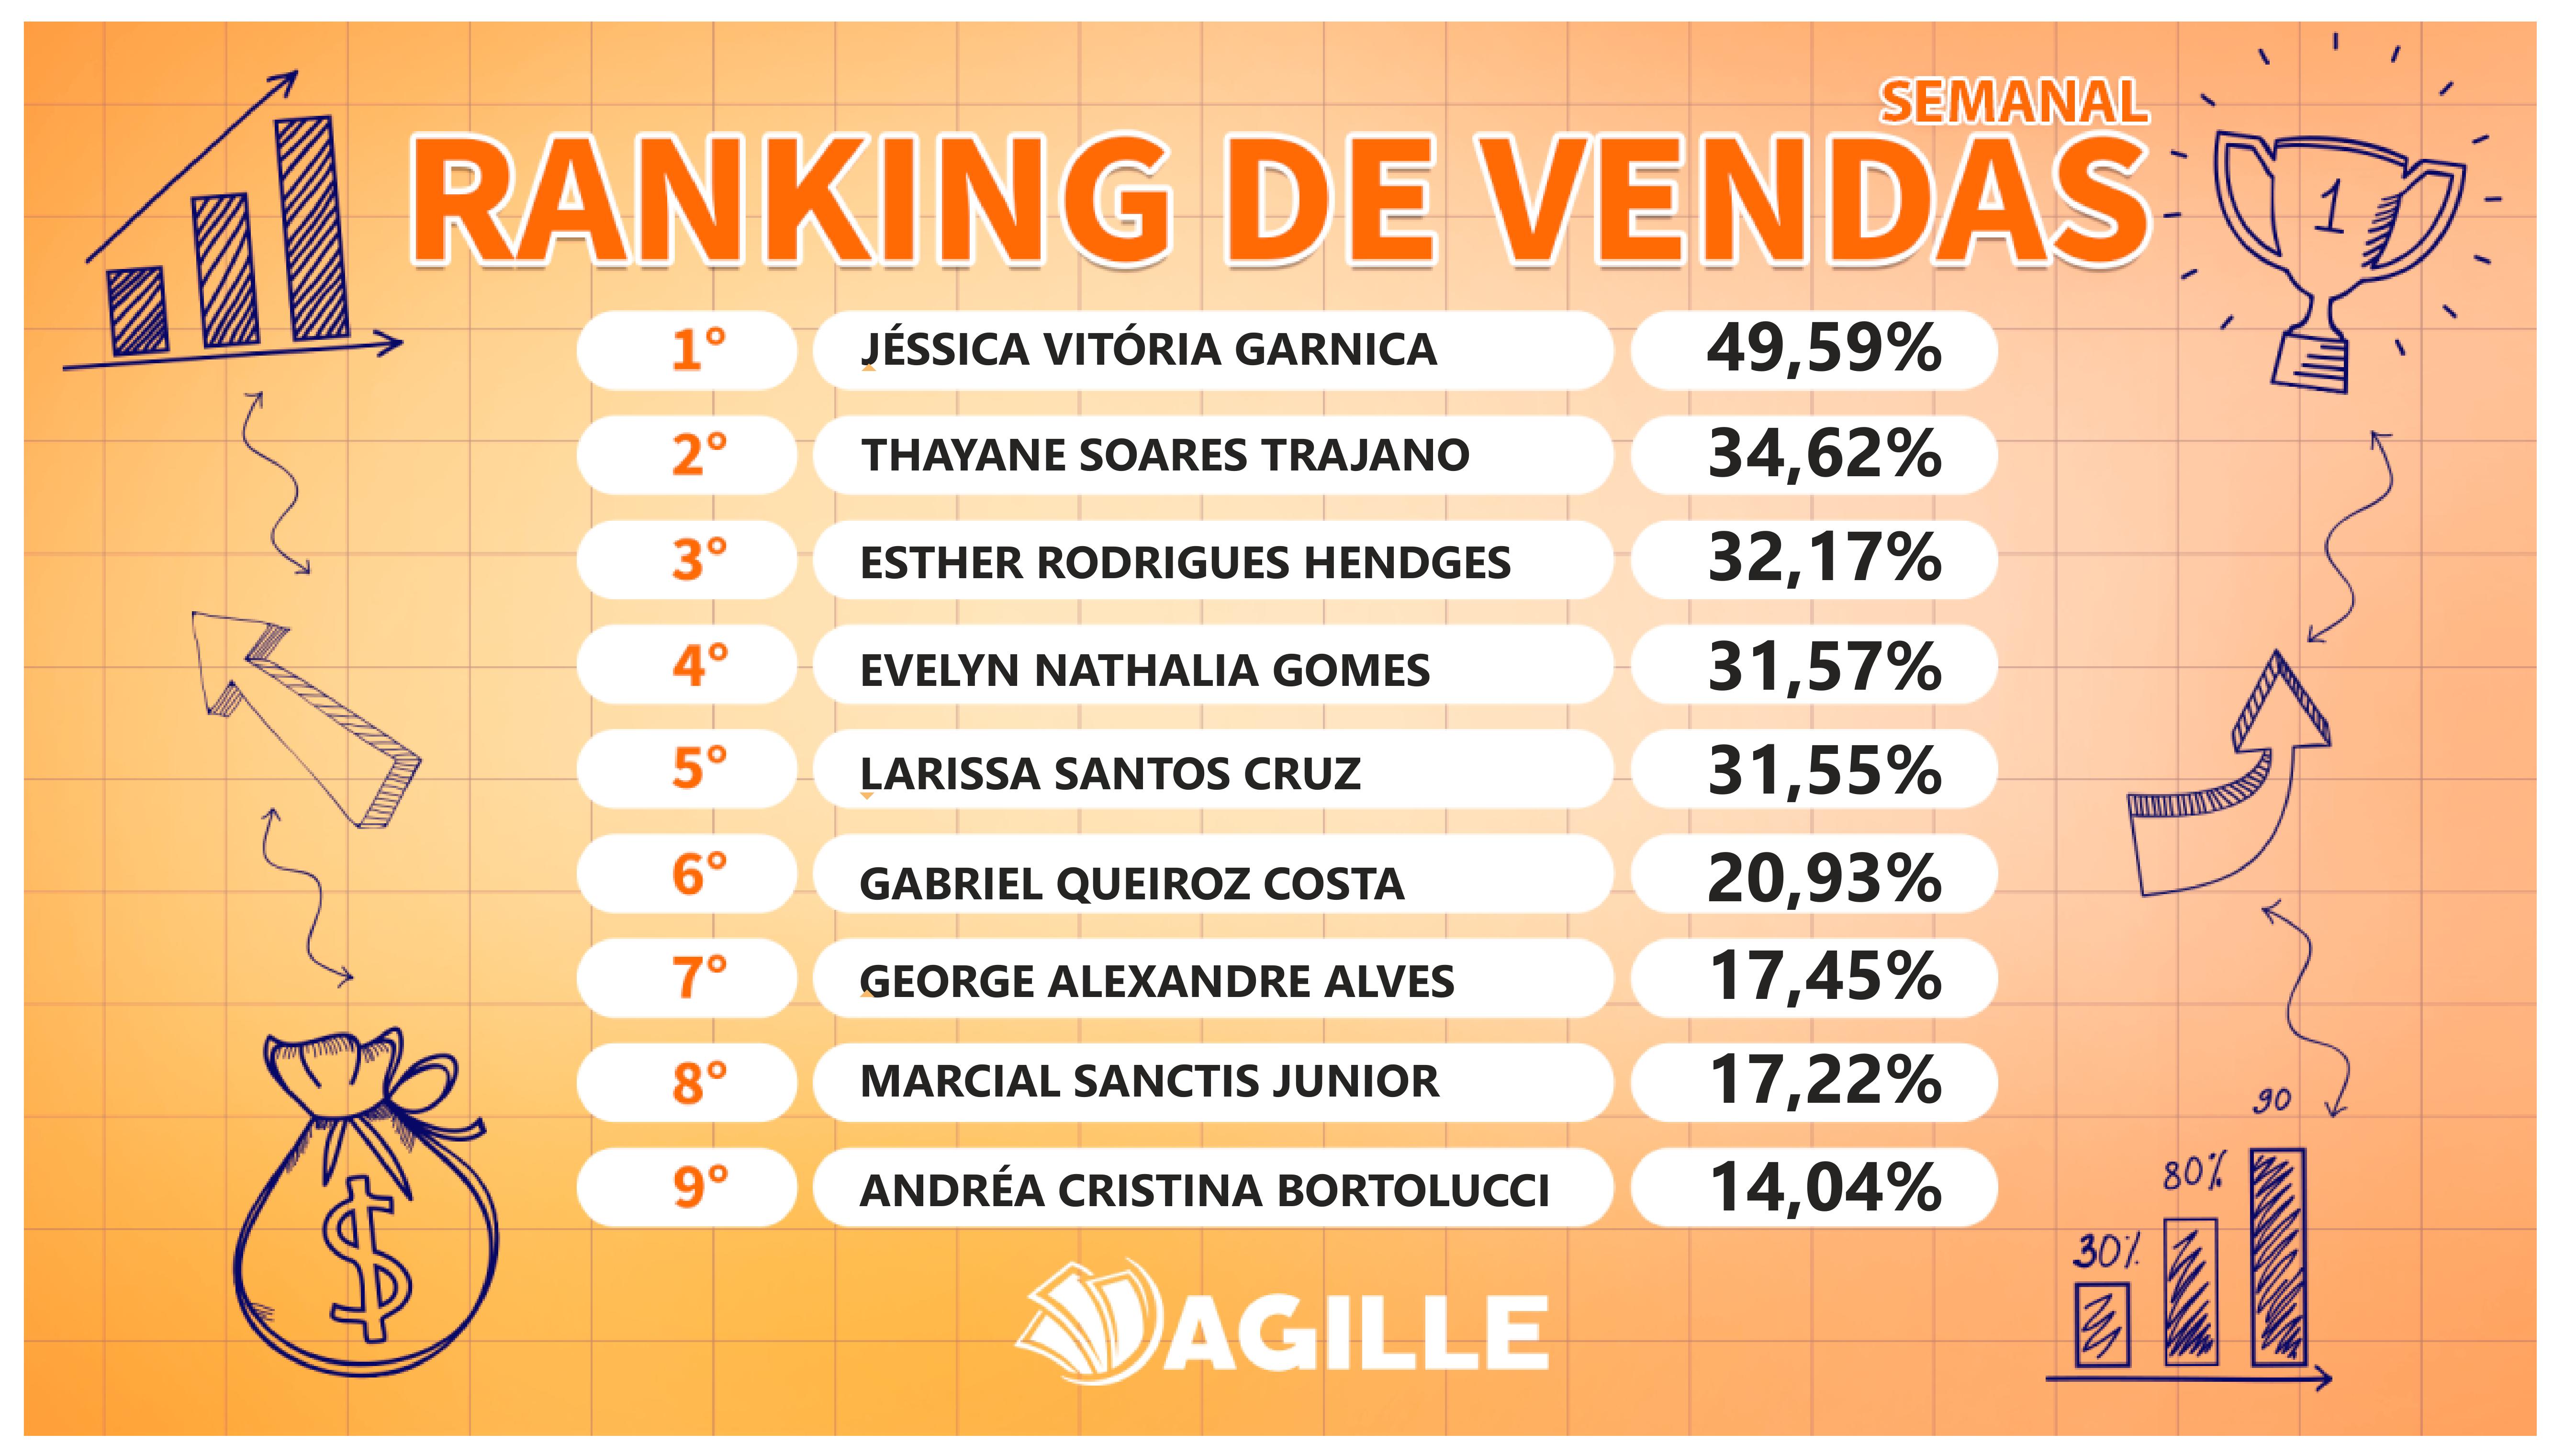 SEMANAL
RANKING DE VENDAS
1
1° JÉSSICA VITÓRIA GARNICA 49,59%
2° THAYANE SOARES TRAJANO 34,62%
3° ESTHER RODRIGUES HENDGES 32,17%
4° EVELYN NATHALIA GOMES 31,57%
5° LARISSA SANTOS CRUZ 31,55%
6° GABRIEL QUEIROZ COSTA 20,93%
7° GEORGE ALEXANDRE ALVES 17,45%
8° MARCIAL SANCTIS JUNIOR 17,22%
9° ANDRÉA CRISTINA BORTOLUCCI 14,04%
$
90
80%
30%
AGILLE